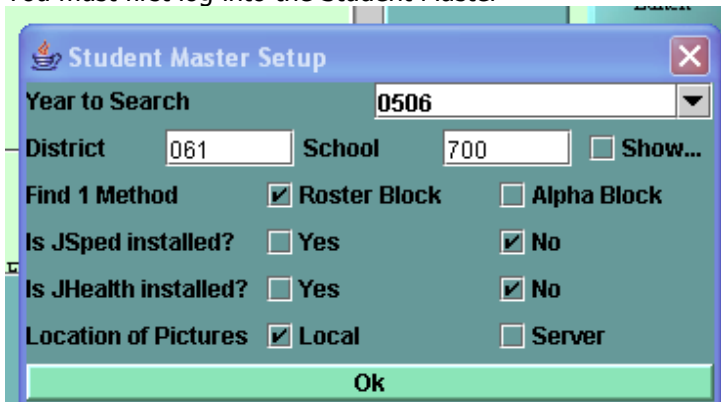 You must first log into the Student Master
Student Master Setup
Year to Search 0506
District 061 School 700 Show...
Find 1 Method Roster Block Alpha Block
Is JSped installed? Yes No
Is JHealth installed? Yes No
Location of Pictures Local Server
Ok